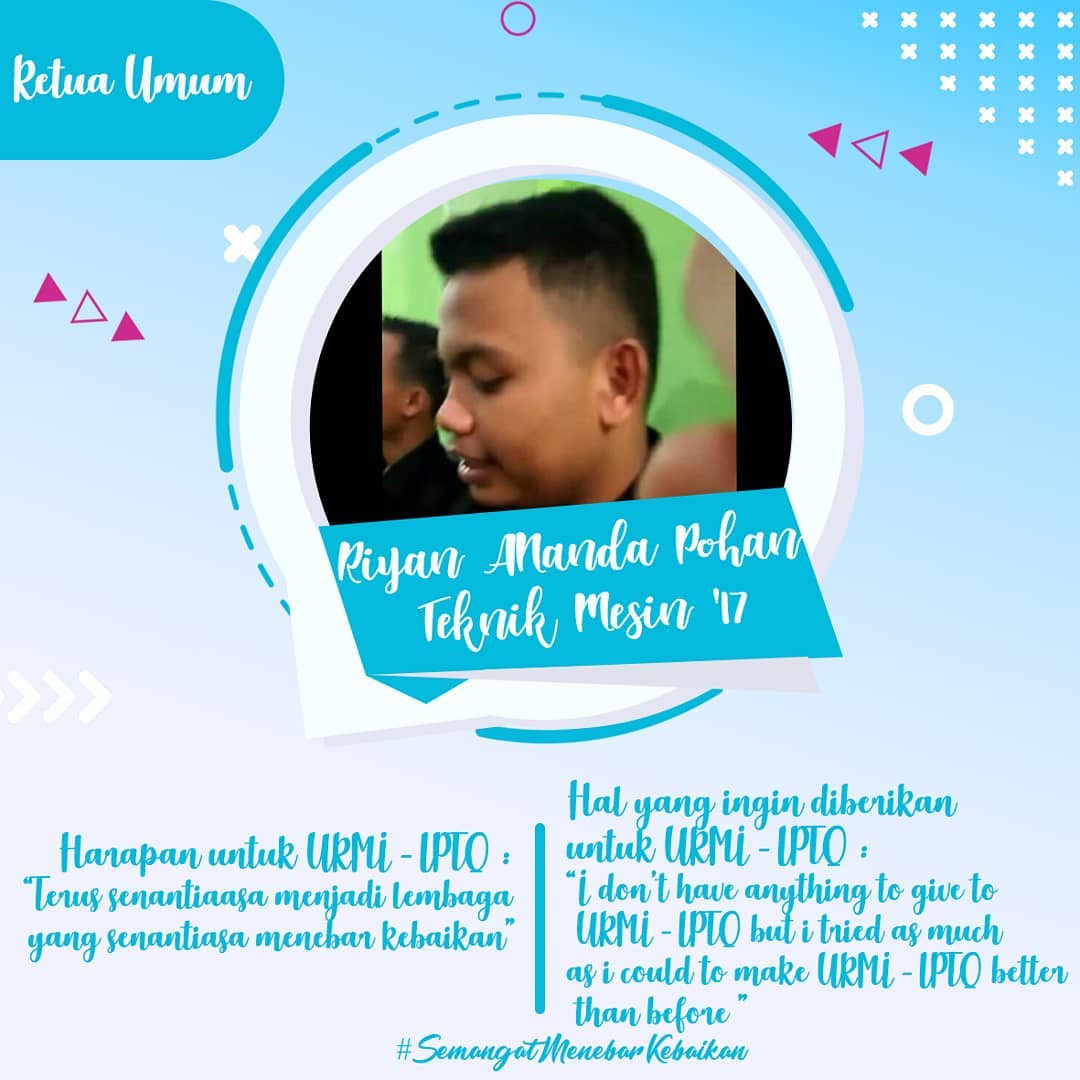 Ketua Umum
Riyan ANanda Pohan
Teknik Mesin '17
Harapan untuk URMI - LPTQ :
"Terus senantiaasa menjadi lembaga
yang senantiasa menebar kebaikan"
Hal yang ingin diberikan
untuk URMI - LPTQ :
"I don't have anything to give to
URMI - LPTQ but i tried as much
as i could to make URMI - LPTQ better
than before "
#SemangatMenebarKebaikan